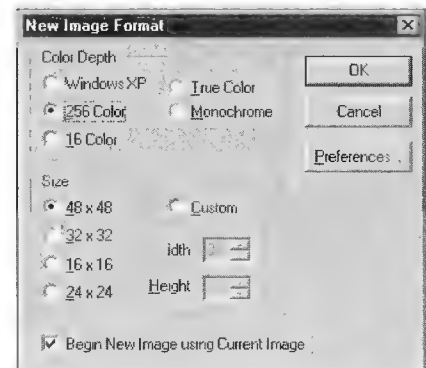 New Image Format
Color Depth
Windows XP
True Color
256 Color
Monochrome
16 Color
OK
Cancel
Preferences
Size
48 x 48
Custom
32 x 32
idth
16 x 16
Height
24 x 24
Begin New Image using Current Image